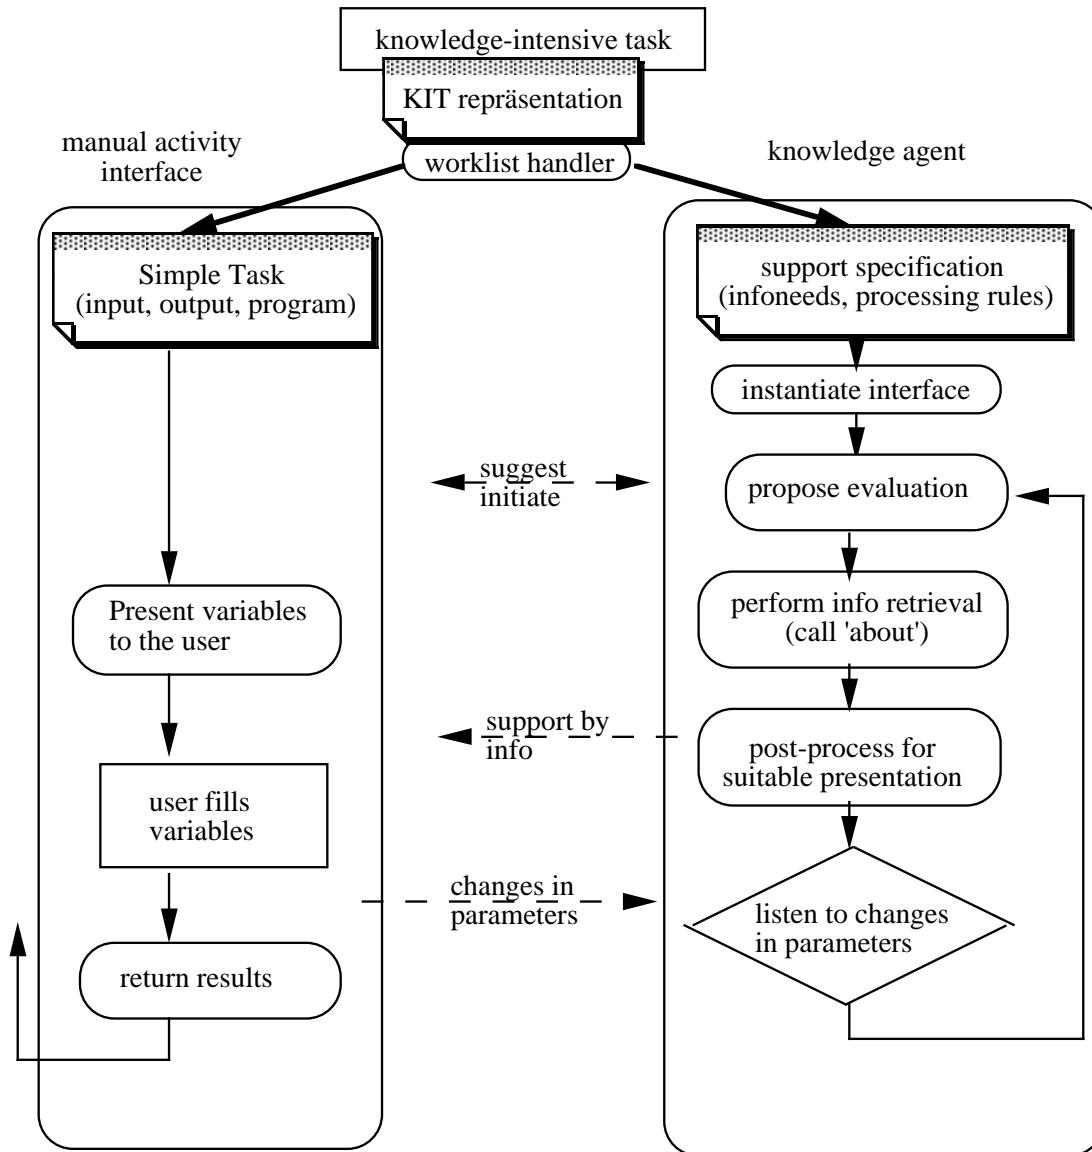 knowledge-intensive task
KIT repräsentation
worklist handler
manual activity
interface
knowledge agent
Simple Task
(input, output, program)
support specification
(infoneeds, processing rules)
instantiate interface
suggest
initiate
propose evaluation
Present variables
to the user
perform info retrieval
(call 'about')
support by
info
post-process for
suitable presentation
user fills
variables
changes in
parameters
listen to changes
in parameters
return results